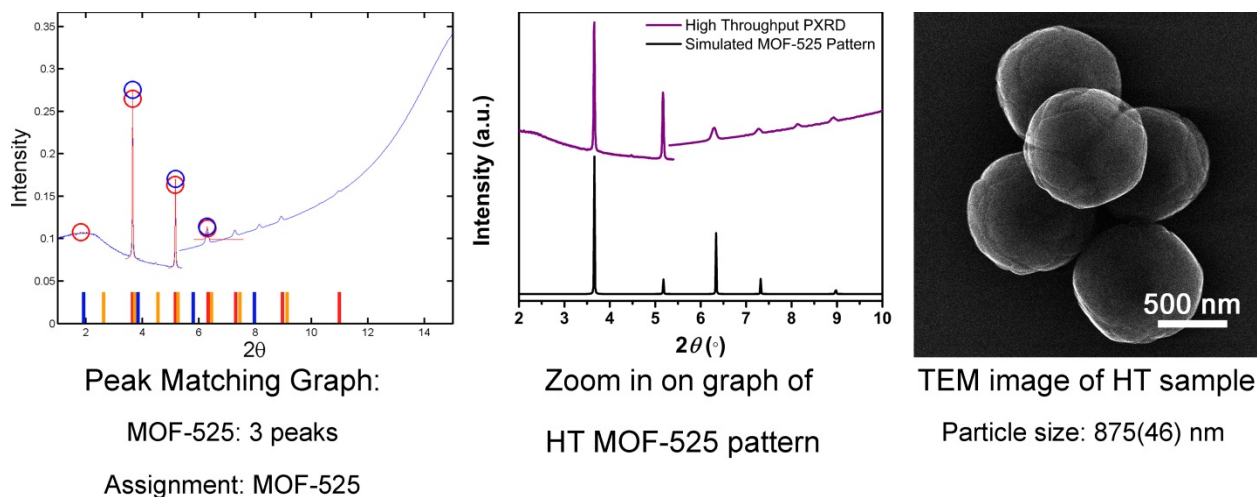 0.35
0.3
0.25
0.2
0.15
0.1
0.05
0
Intensity
2 4 6 8 10 12 14
2θ
Peak Matching Graph:
MOF-525: 3 peaks
Assignment: MOF-525
High Throughput PXRD
Simulated MOF-525 Pattern
Intensity (a.u.)
2 3 4 5 6 7 8 9 10
2θ (°)
Zoom in on graph of
HT MOF-525 pattern
500 nm
TEM image of HT sample
Particle size: 875(46) nm